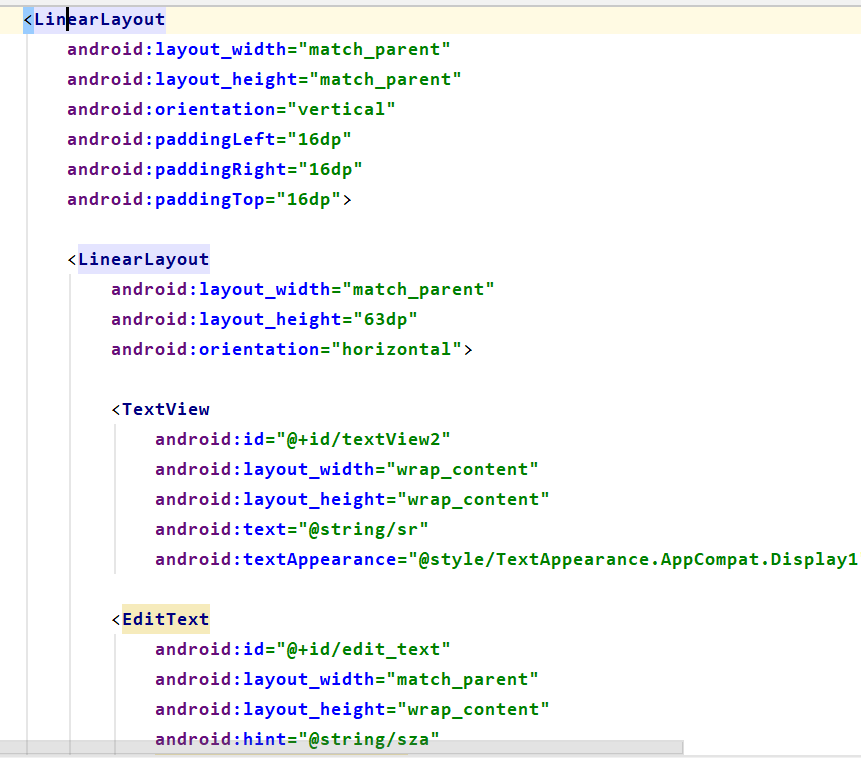 <LinearLayout
android:layout_width="match_parent"
android:layout_height="match_parent"
android:orientation="vertical"
android:paddingLeft="16dp"
android:paddingRight="16dp"
android:paddingTop="16dp">
<LinearLayout
android:layout_width="match_parent"
android:layout_height="63dp"
android:orientation="horizontal">
<TextView
android:id="@+id/textView2"
android:layout_width="wrap_content"
android:layout_height="wrap_content"
android:text="@string/sr"
android:textAppearance="@style/TextAppearance.AppCompat.Display1
<EditText
android:id="@+id/edit_text"
android:layout_width="match_parent"
android:layout_height="wrap_content"
android:hint="@string/sza"